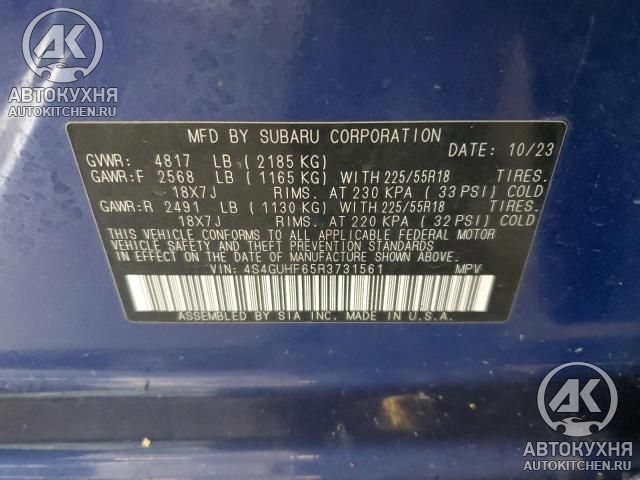 АК
АВТОКУХНЯ
AUTOKITCHEN.RU
MFD BY SUBARU CORPORATION
DATE: 10/23
GVWR: 4817 LB (2185 KG)
GAWR:F 2568 LB (1165 KG) WITH 225/55R18 TIRES.
18X7J RIMS. AT 230 KPA (33 PSI) COLD
GAWR:R 2491 LB (1130 KG) WITH 225/55R18 TIRES.
18X7J RIMS. AT 220 KPA (32 PSI) COLD
THIS VEHICLE CONFORMS TO ALL APPLICABLE FEDERAL MOTOR
VEHICLE SAFETY AND THEFT PREVENTION STANDARDS
IN EFFECT ON THE DATE OF MANUFACTURE SHOWN ABOVE.
VIN: 4S4GUHF65R3731561 MPV
ASSEMBLED BY SIA INC. MADE IN U.S.A.
АК
АВТОКУХНЯ
AUTOKITCHEN.RU